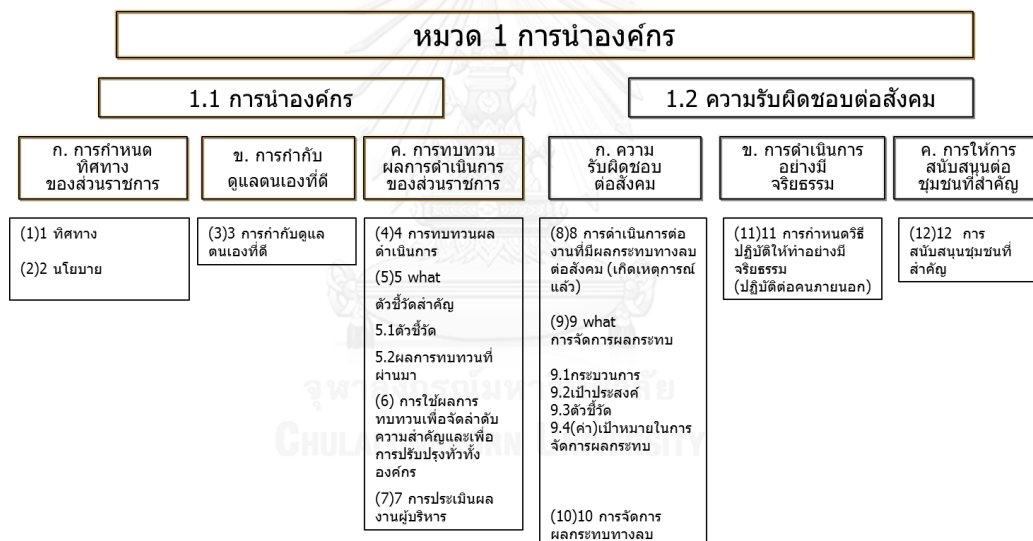 หมวด 1 การนำองค์กร
1.1 การนำองค์กร
1.2 ความรับผิดชอบต่อสังคม
ก. การกำหนด
ทิศทาง
ของส่วนราชการ
ข. การกำกับ
ดูแลตนเองที่ดี
ค. การทบทวน
ผลการดำเนินการ
ของส่วนราชการ
ก. ความ
รับผิดชอบ
ต่อสังคม
ข. การดำเนินการ
อย่างมี
จริยธรรม
ค. การให้การ
สนับสนุนต่อ
ชุมชนที่สำคัญ
(1)1 ทิศทาง
(2)2 นโยบาย
(3)3 การกำกับดูแล
ตนเองที่ดี
(4)4 การทบทวนผล
ดำเนินการ
(5)5 what
ตัวชี้วัดสำคัญ
5.1ตัวชี้วัด
5.2ผลการทบทวนที่
ผ่านมา
(6) การใช้ผลการ
ทบทวนเพื่อจัดลำดับ
ความสำคัญและเพื่อ
การปรับปรุงทั่วทั้ง
องค์กร
(7)7 การประเมินผล
งานผู้บริหาร
(8)8 การดำเนินการต่อ
งานที่มีผลกระทบทางลบ
ต่อสังคม (เกิดเหตุการณ์
แล้ว)
(9)9 what
การจัดการผลกระทบ
9.1กระบวนการ
9.2เป้าประสงค์
9.3ตัวชี้วัด
9.4(ค่า)เป้าหมายในการ
จัดการผลกระทบ
(10)10 การจัดการ
ผลกระทบทางลบ
(11)11 การกำหนดวิธี
ปฏิบัติให้ทำอย่างมี
จริยธรรม
(ปฏิบัติต่อคนภายนอก)
(12)12 การ
สนับสนุนชุมชนที่
สำคัญ
จุฬาลงกรณ์มหาวิทยาลัย
CHULALONGKORN UNIVERSITY